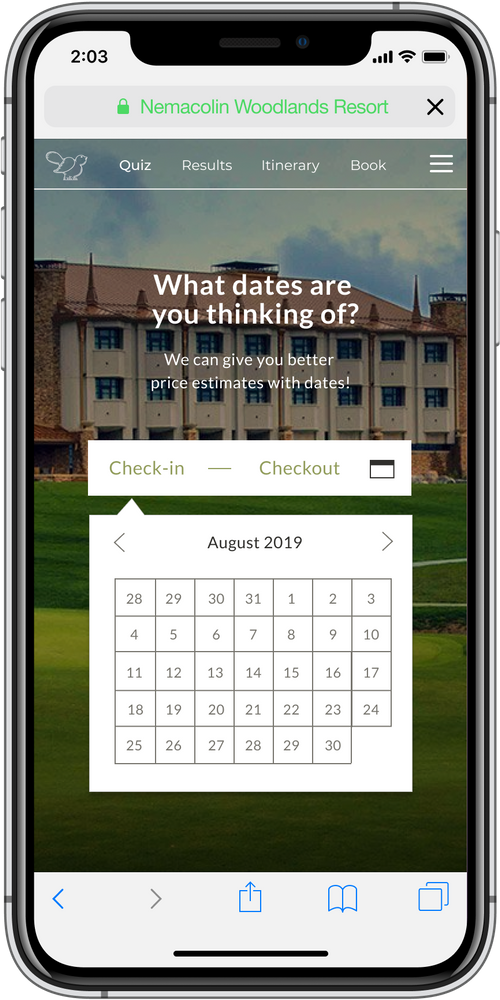 2:03
Nemacolin Woodlands Resort
Quiz Results Itinerary Book
What dates are
you thinking of?
We can give you better
price estimates with dates!
Check-in — Checkout
August 2019
28 29 30 31 1 2 3
4 5 6 7 8 9 10
11 12 13 14 15 16 17
18 19 20 21 22 23 24
25 26 27 28 29 30